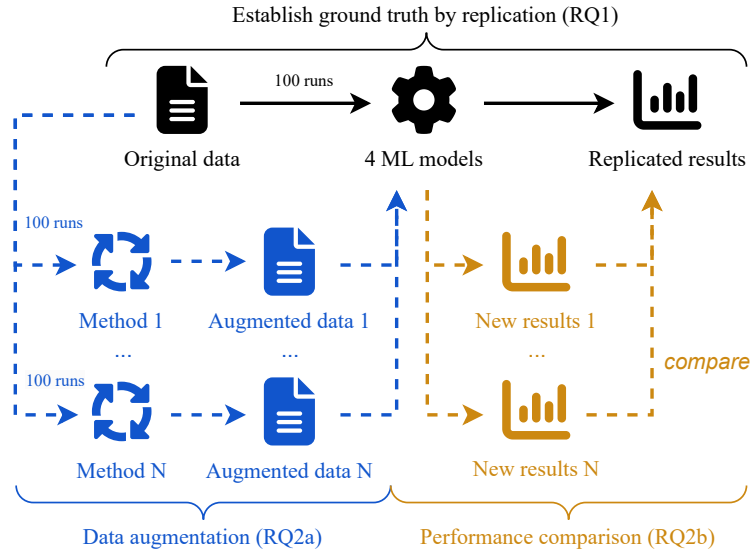 Establish ground truth by replication (RQ1)
100 runs
Original data
4 ML models
Replicated results
100 runs
Method 1
Augmented data 1
New results 1
...
...
...
compare
100 runs
Method N
Augmented data N
New results N
Data augmentation (RQ2a)
Performance comparison (RQ2b)